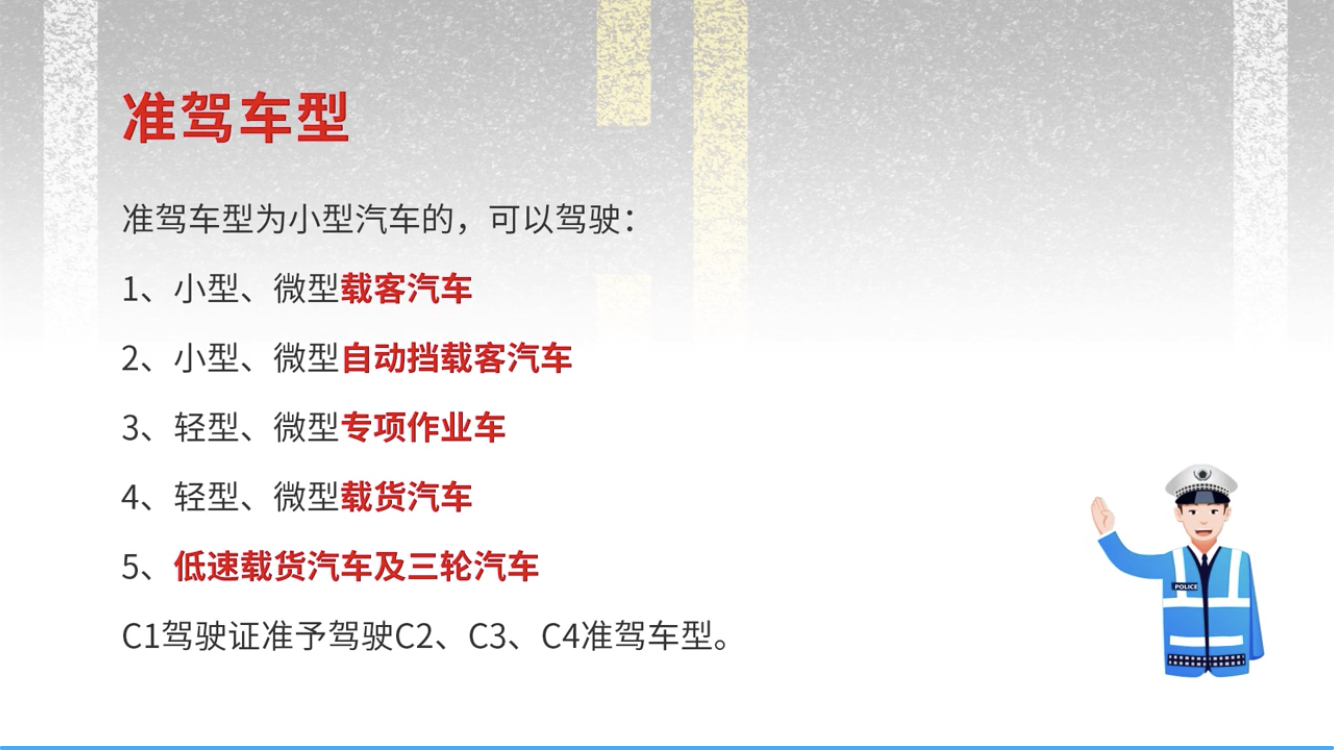 准驾车型
准驾车型为小型汽车的，可以驾驶：
1、小型、微型载客汽车
2、小型、微型自动挡载客汽车
3、轻型、微型专项作业车
4、轻型、微型载货汽车
5、低速载货汽车及三轮汽车
POLICE
C1驾驶证准予驾驶C2、C3、C4准驾车型。